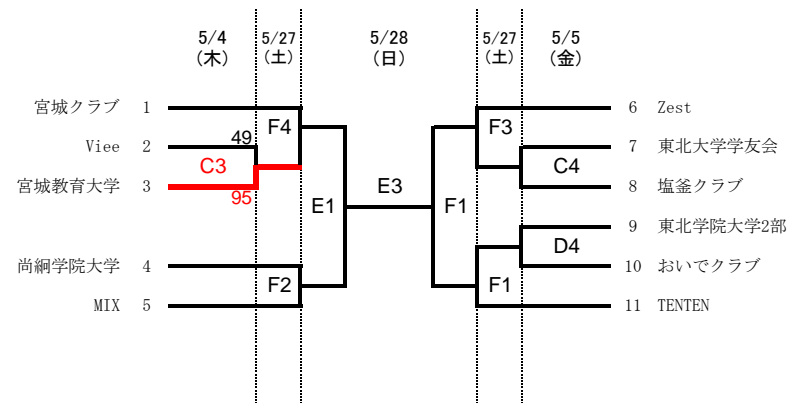 5/4 5/27 5/28 5/27 5/5
(木) (土) (日) (土) (金)
宮城クラブ 1 6 Zest
F4 F3
49
Viee 2 7 東北大学学友会
C3 C4
宮城教育大学 3 8 塩釜クラブ
95
E1 E3 F1
9 東北学院大学2部
D4
尚絅学院大学 4 10 おいでクラブ
F2 F1
MIX 5 11 TENTEN